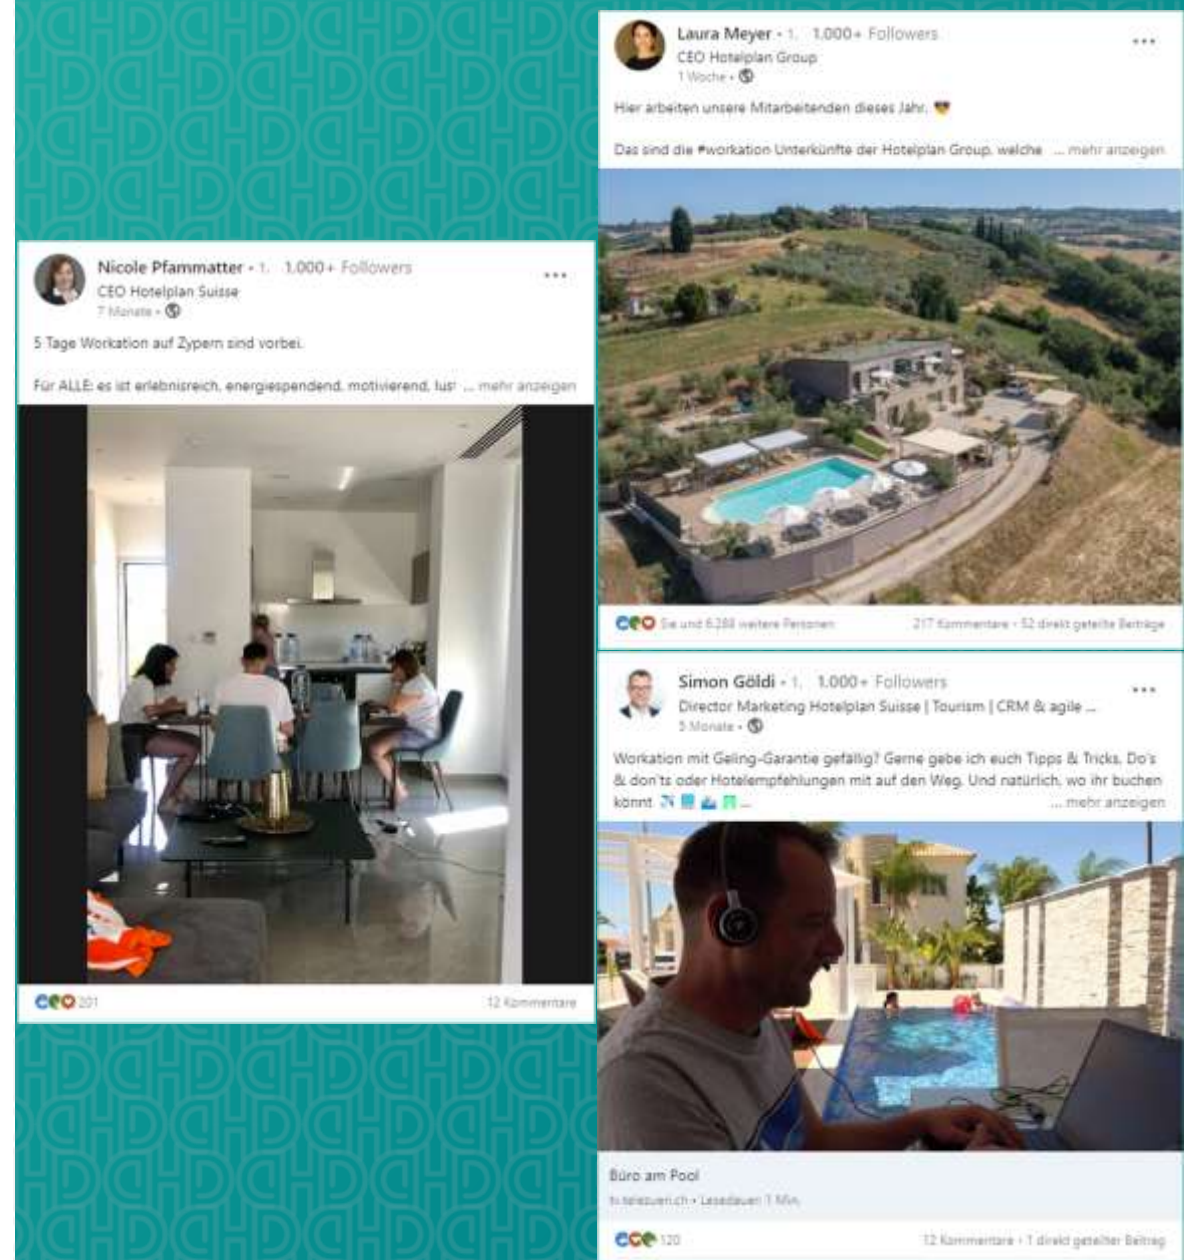 Nicole Pfammatter • 1. 1.000+ Followers
CEO Hotelplan Suisse
7 Monate •
5 Tage Workation auf Zypern sind vorbei.
Für ALLE: es ist erlebnisreich, energiespendend, motivierend, lus ... mehr anzeigen
201
12 Kommentare
Laura Meyer • 1. 1.000+ Followers
CEO Hotelplan Group
1 Woche •
Hier arbeiten unsere Mitarbeitenden dieses Jahr. 😎
Das sind die #workation Unterkünfte der Hotelplan Group, welche ... mehr anzeigen
Sie und 6.288 weitere Personen
217 Kommentare • 52 direkt geteilte Beiträge
Simon Göldi • 1. 1.000+ Followers
Director Marketing Hotelplan Suisse | Tourism | CRM & agile ...
5 Monate •
Workation mit Geling-Garantie gefällig? Gerne gebe ich euch Tipps & Tricks, Do's
& don'ts oder Hotelempfehlungen mit auf den Weg. Und natürlich, wo ihr buchen
könnt ...
... mehr anzeigen
Büro am Pool
• Lesedauer: 1 Min.
120
12 Kommentare • 1 direkt geteilter Beitrag